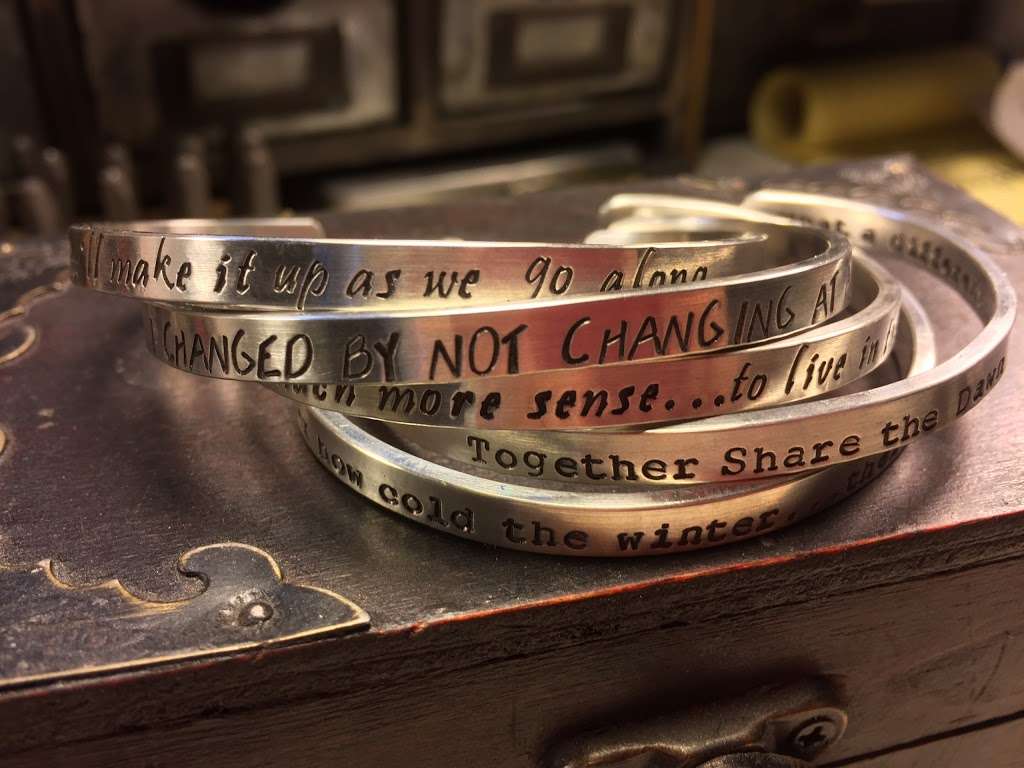 make it up as we go along
I CHANGED BY NOT CHANGING AT
more sense...to live in
Together Share the Dawn
how cold the winter...
a